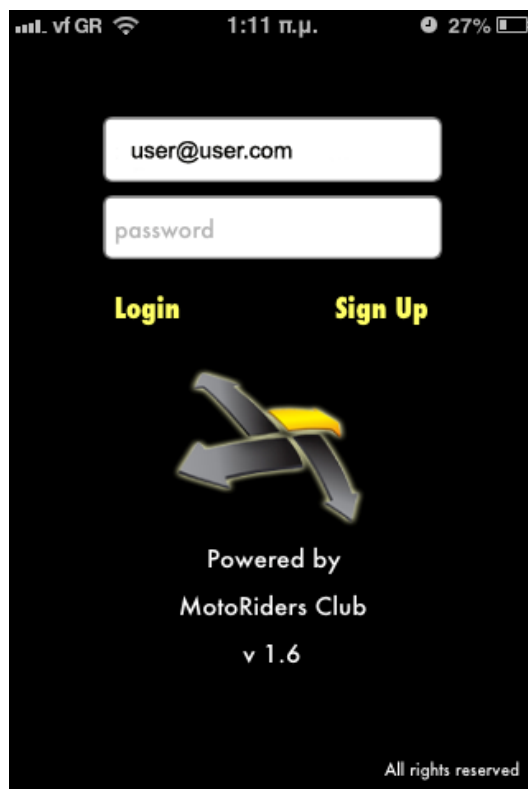 vf GR 1:11 π.μ. 27%
user@user.com
password
Login Sign Up
Powered by
MotoRiders Club
v 1.6
All rights reserved